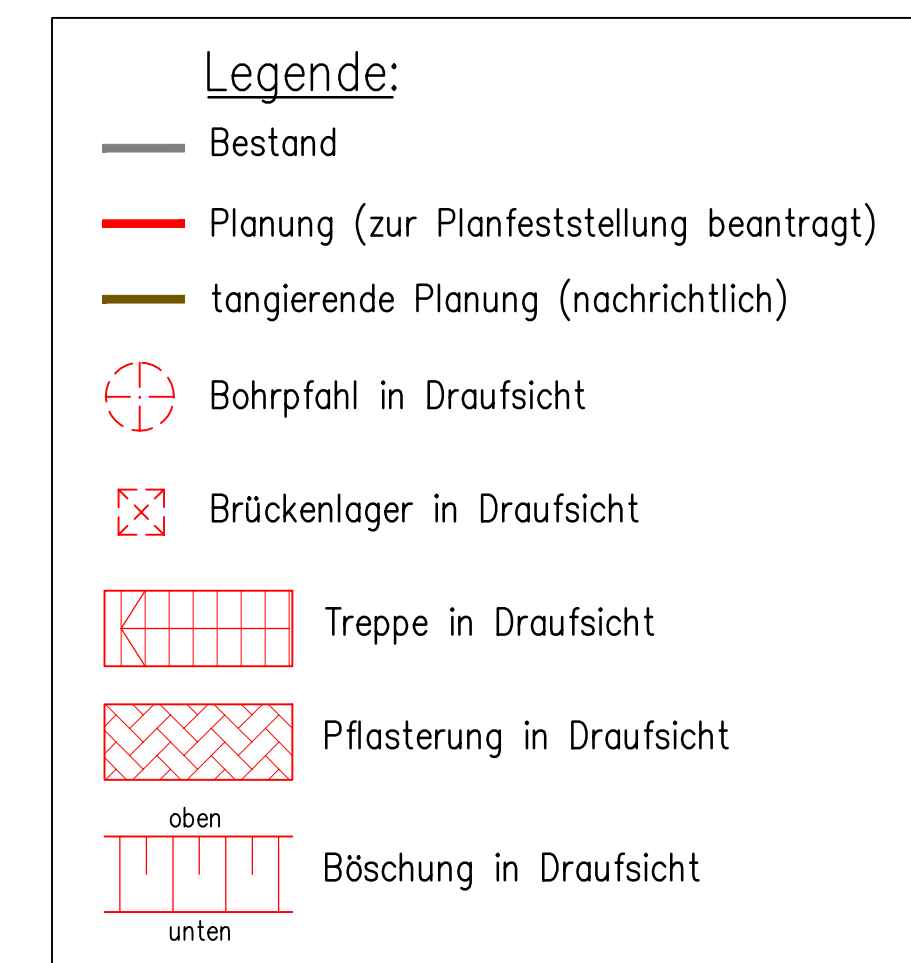 Legende:
Bestand
Planung (zur Planfeststellung beantragt)
tangierende Planung (nachrichtlich)
Bohrpfahl in Draufsicht
Brückenlager in Draufsicht
Treppe in Draufsicht
Pflasterung in Draufsicht
oben
Böschung in Draufsicht
unten